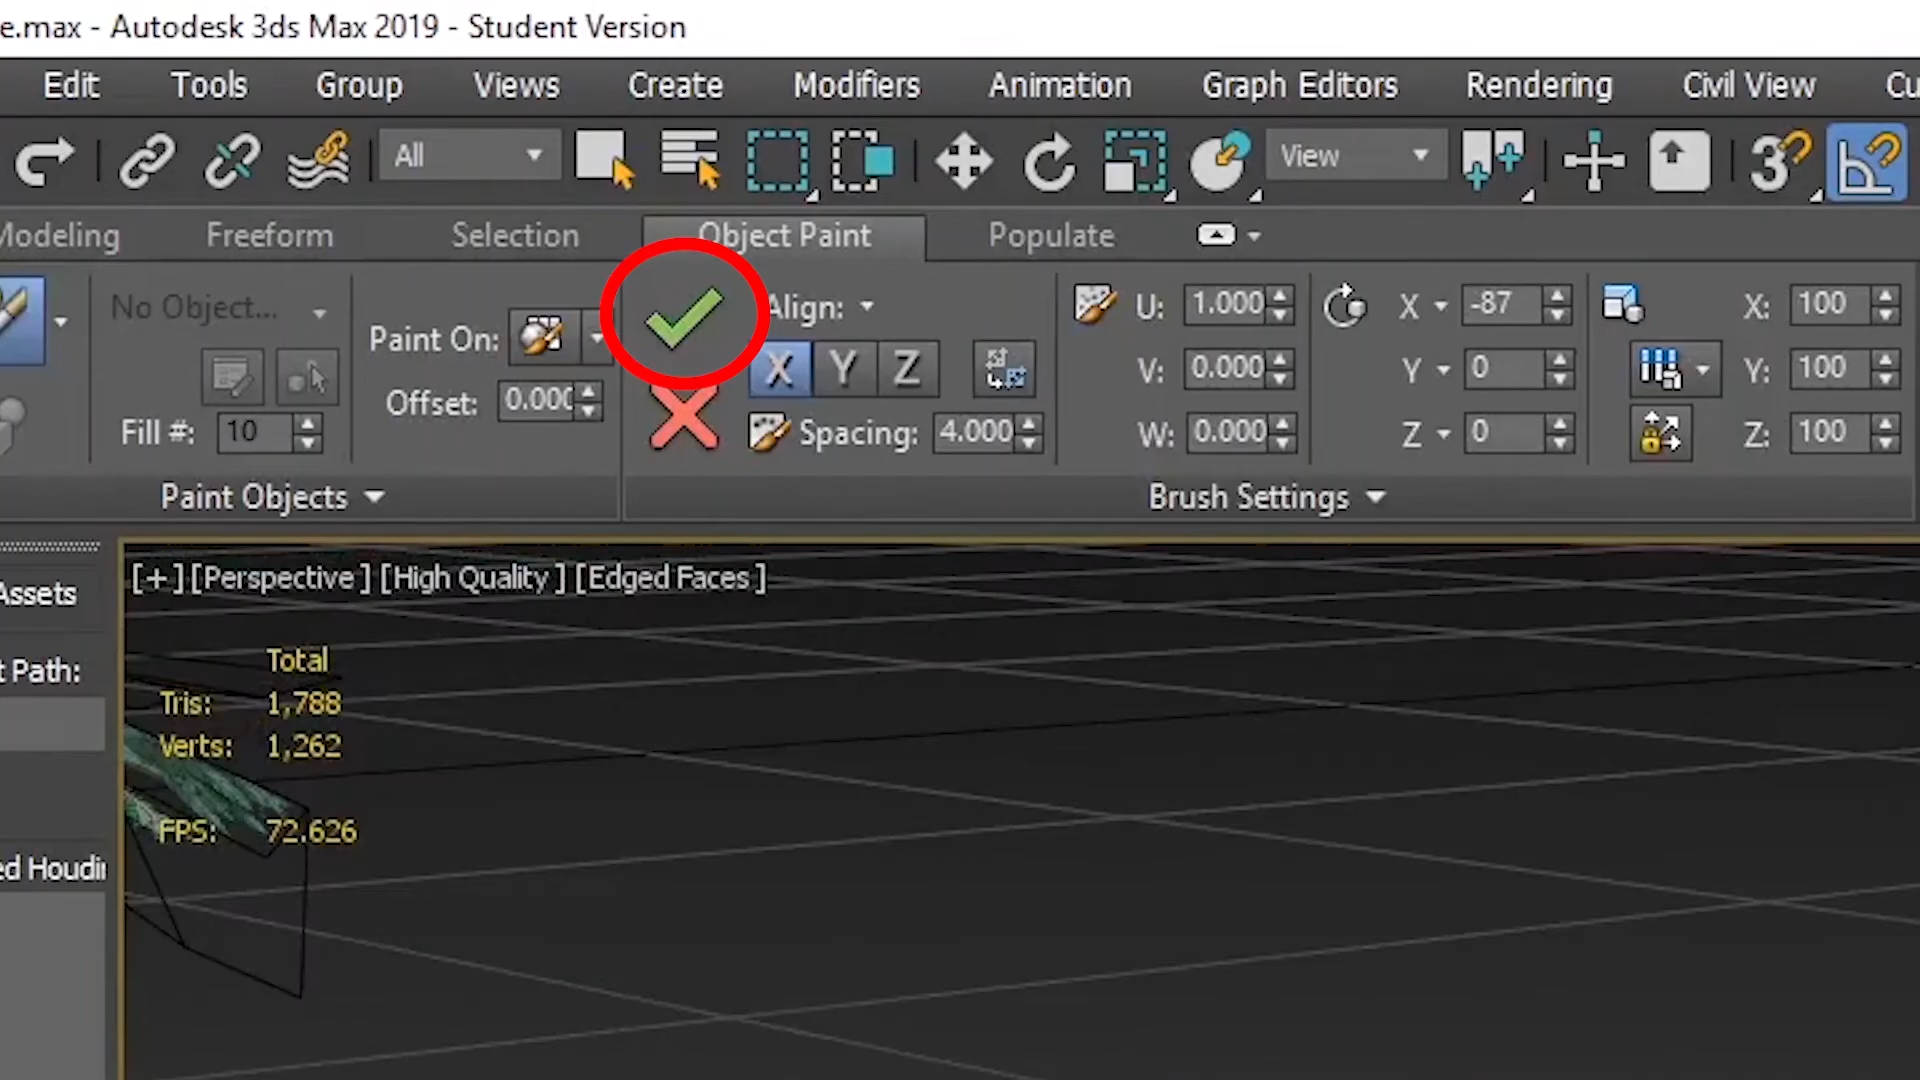 e.max - Autodesk 3ds Max 2019 - Student Version
Edit Tools Group Views Create Modifiers Animation Graph Editors Rendering Civil View Cu
All View 3
Modeling Freeform Selection Object Paint Populate
No Object... Paint On: Align: U: 1.000 X -87 X: 100
X Y Z V: 0.000 Y 0 Y: 100
Fill #: 10 Offset: 0.000 Spacing: 4.000 W: 0.000 Z 0 Z: 100
Paint Objects Brush Settings
[+][Perspective][High Quality][Edged Faces]
Assets
t Path:
ed Houdin
Total
Tris: 1,788
Verts: 1,262
FPS: 72.626